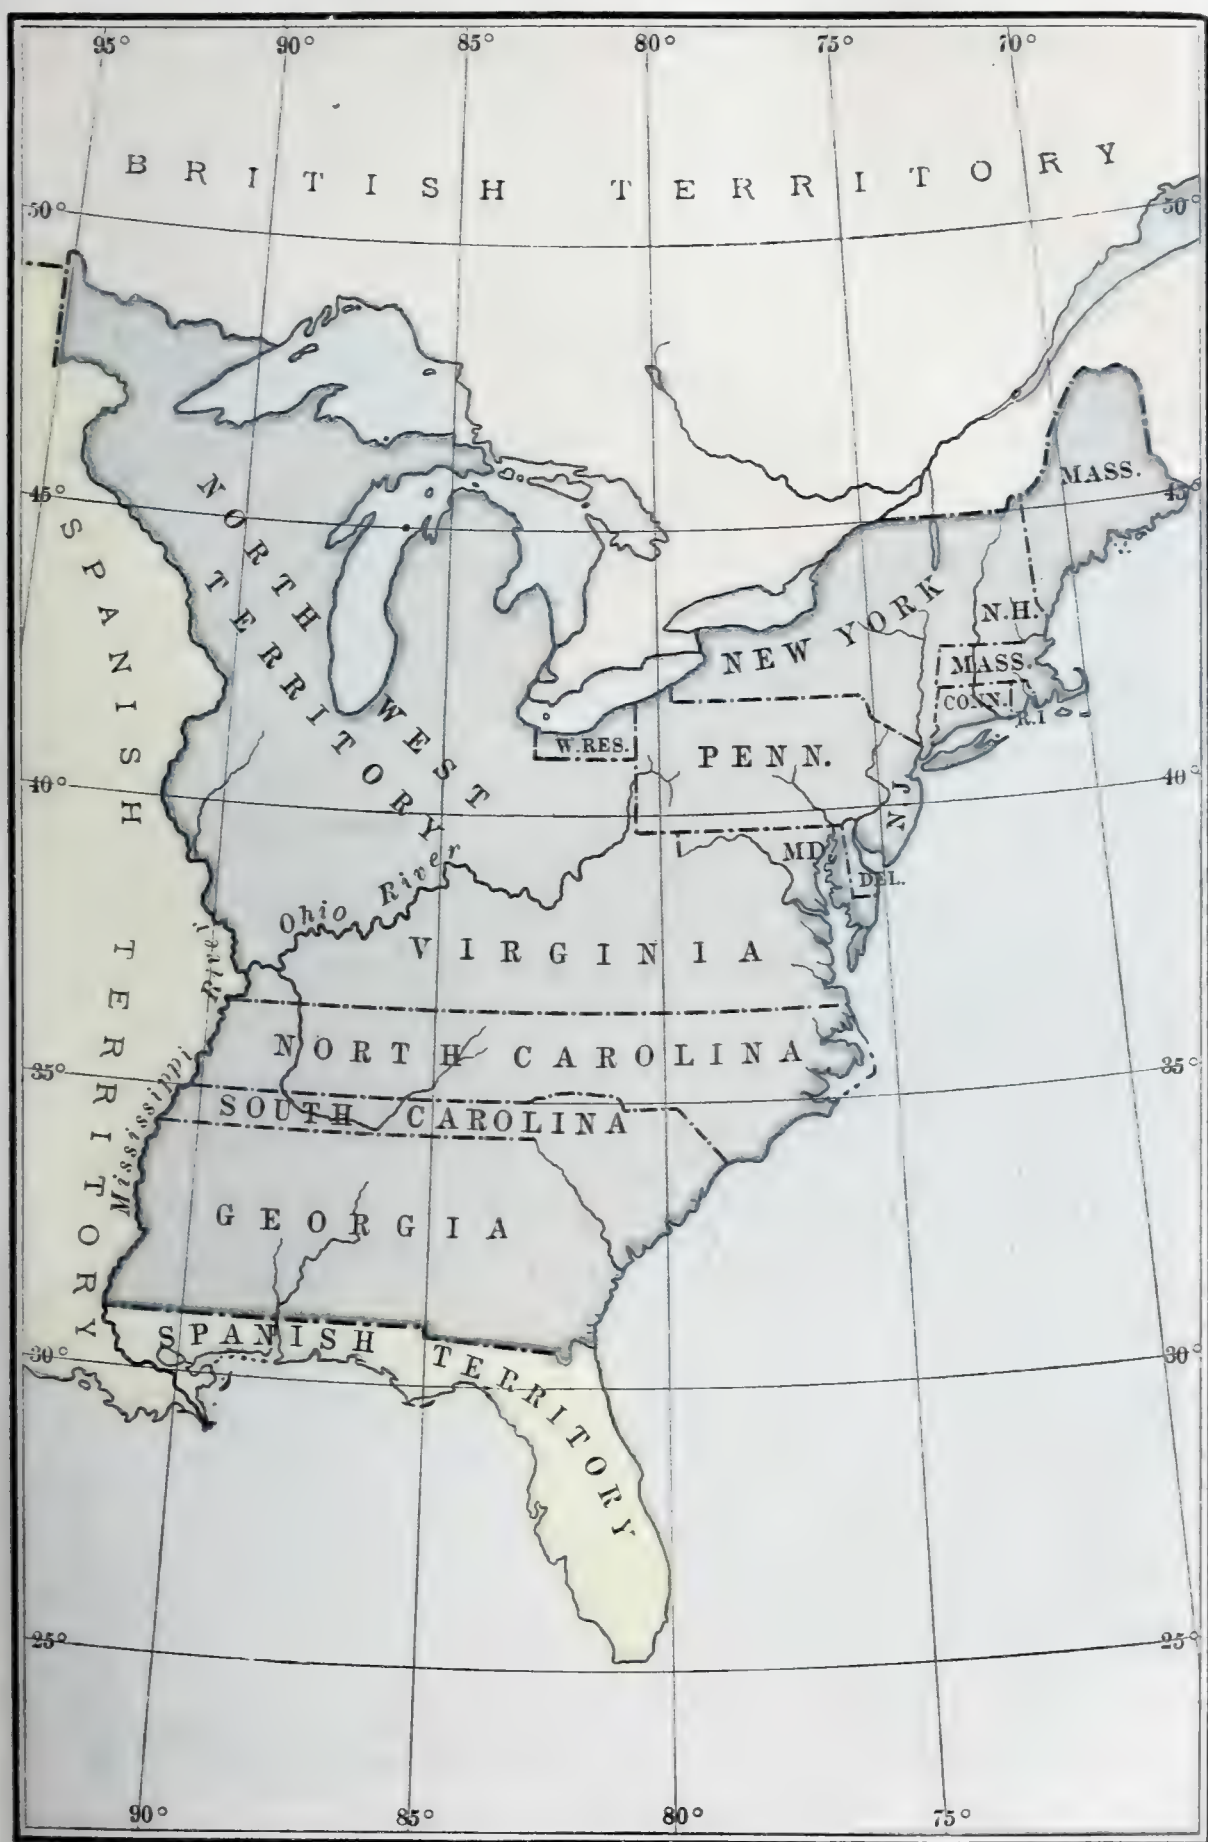 95° 90° 85° 80° 75° 70°
BRITISH TERRITORY
50° 50°
MASS.
45° 45°
NORTH WEST
TERRITORY
SPANISH TERRITORY
NEW YORK
N.H.
MASS.
CONN.
R.I
W.RES.
PENN.
N J
40° 40°
MD
DEL.
Ohio River
VIRGINIA
Mississippi River
NORTH CAROLINA
35° 35°
SOUTH CAROLINA
GEORGIA
SPANISH TERRITORY
30° 30°
25° 25°
90° 85° 80° 75°